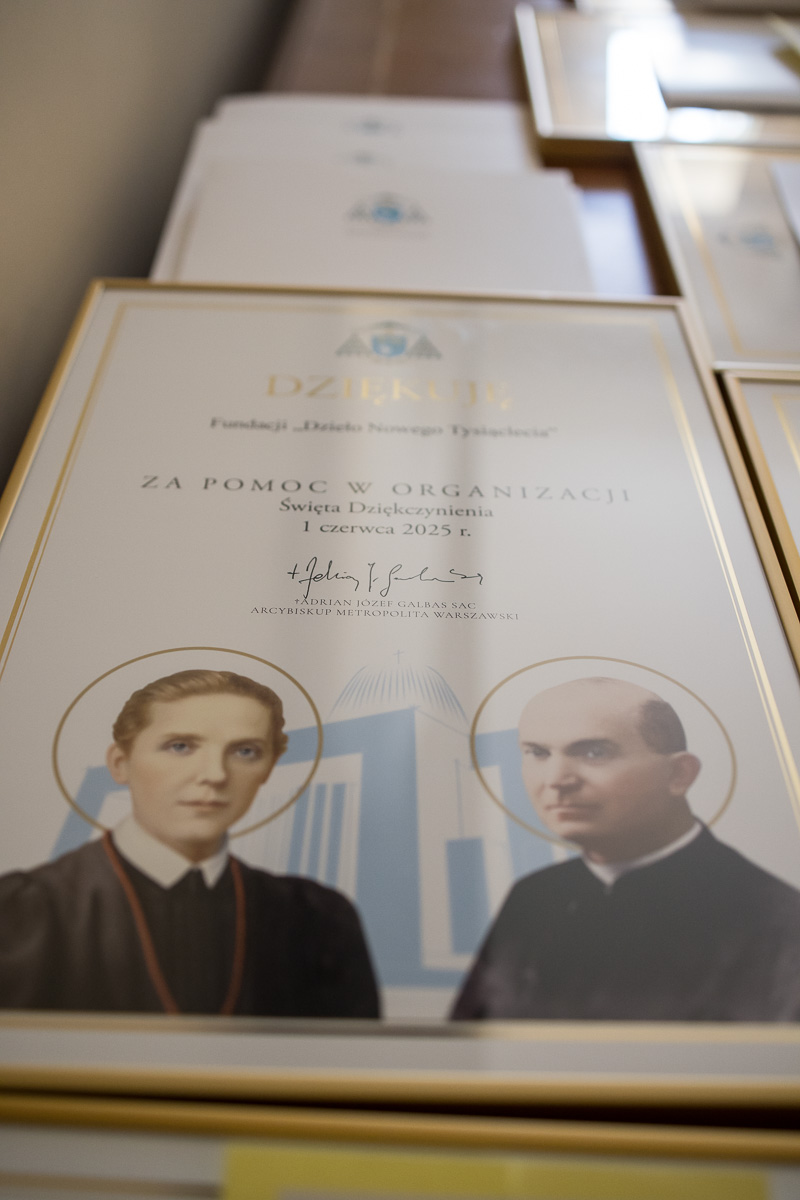 DZIĘKUJĘ
Fundacji „Dzieło Nowego Tysiąclecia”
ZA POMOC W ORGANIZACJI
Święta Dziękczynienia
1 czerwca 2025 r.
†ADRIAN JÓZEF GALBAS SAC
ARCYBISKUP METROPOLITA WARSZAWSKI